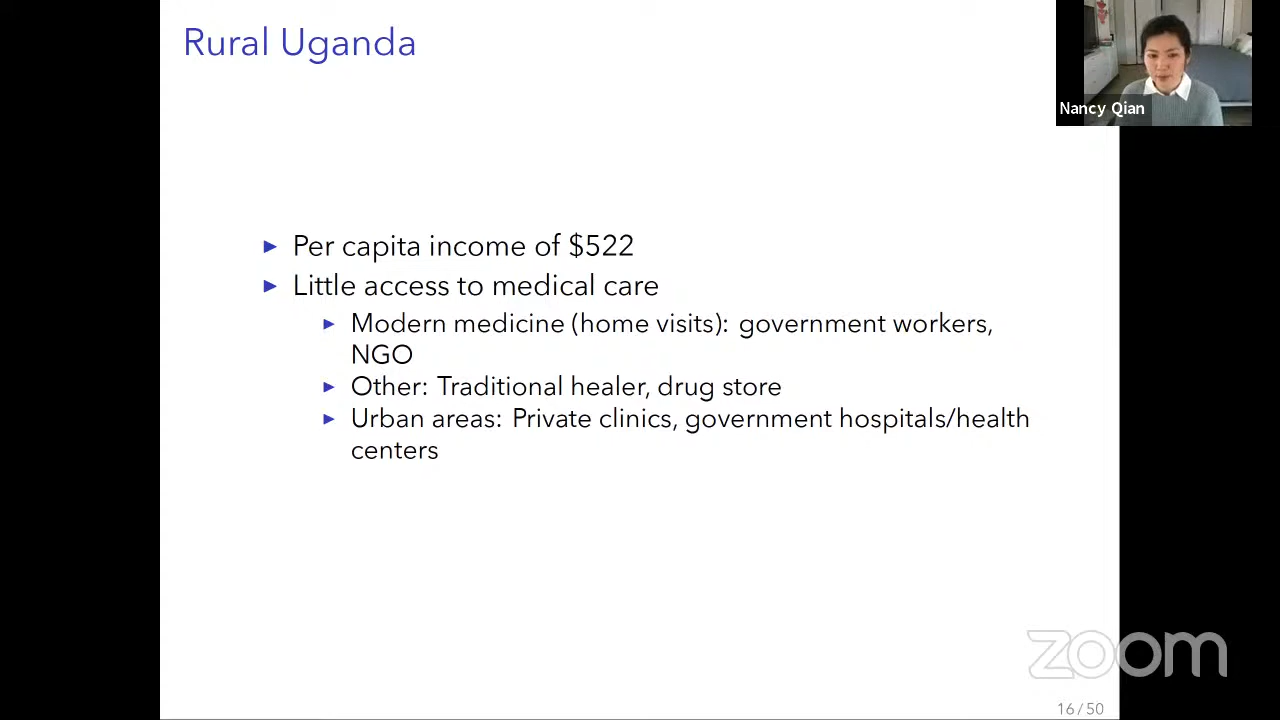 Rural Uganda
Nancy Qian
► Per capita income of $522
► Little access to medical care
► Modern medicine (home visits): government workers,
NGO
► Other: Traditional healer, drug store
► Urban areas: Private clinics, government hospitals/health
centers
zoom
16/50